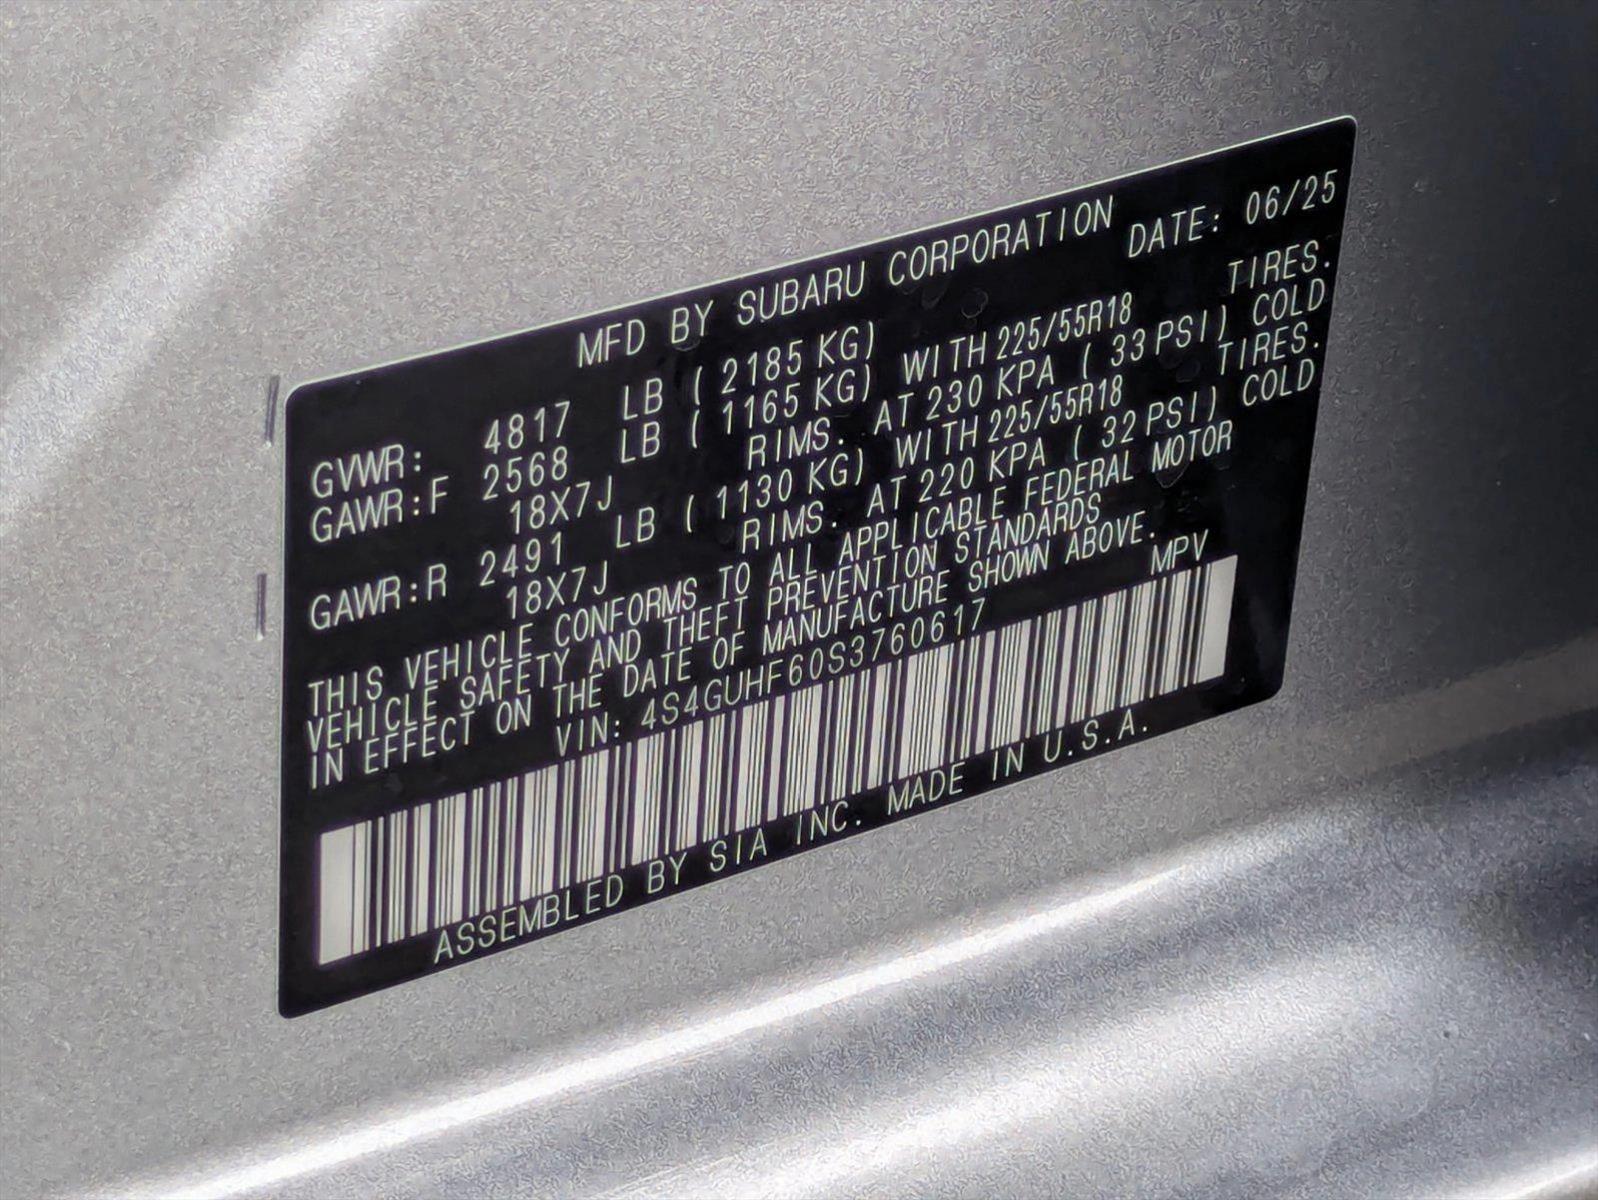 MFD BY SUBARU CORPORATION
DATE: 06/25
GVWR: 4817 LB ( 2185 KG)
GAWR:F 2568 LB ( 1165 KG) WITH 225/55R18 TIRES.
18X7J RIMS. AT 230 KPA ( 33 PSI) COLD
GAWR:R 2491 LB ( 1130 KG) WITH 225/55R18 TIRES.
18X7J RIMS. AT 220 KPA ( 32 PSI) COLD
THIS VEHICLE CONFORMS TO ALL APPLICABLE FEDERAL MOTOR
VEHICLE SAFETY AND THEFT PREVENTION STANDARDS
IN EFFECT ON THE DATE OF MANUFACTURE SHOWN ABOVE.
VIN: 4S4GUHF60S3760617 MPV
ASSEMBLED BY SIA INC. MADE IN U.S.A.